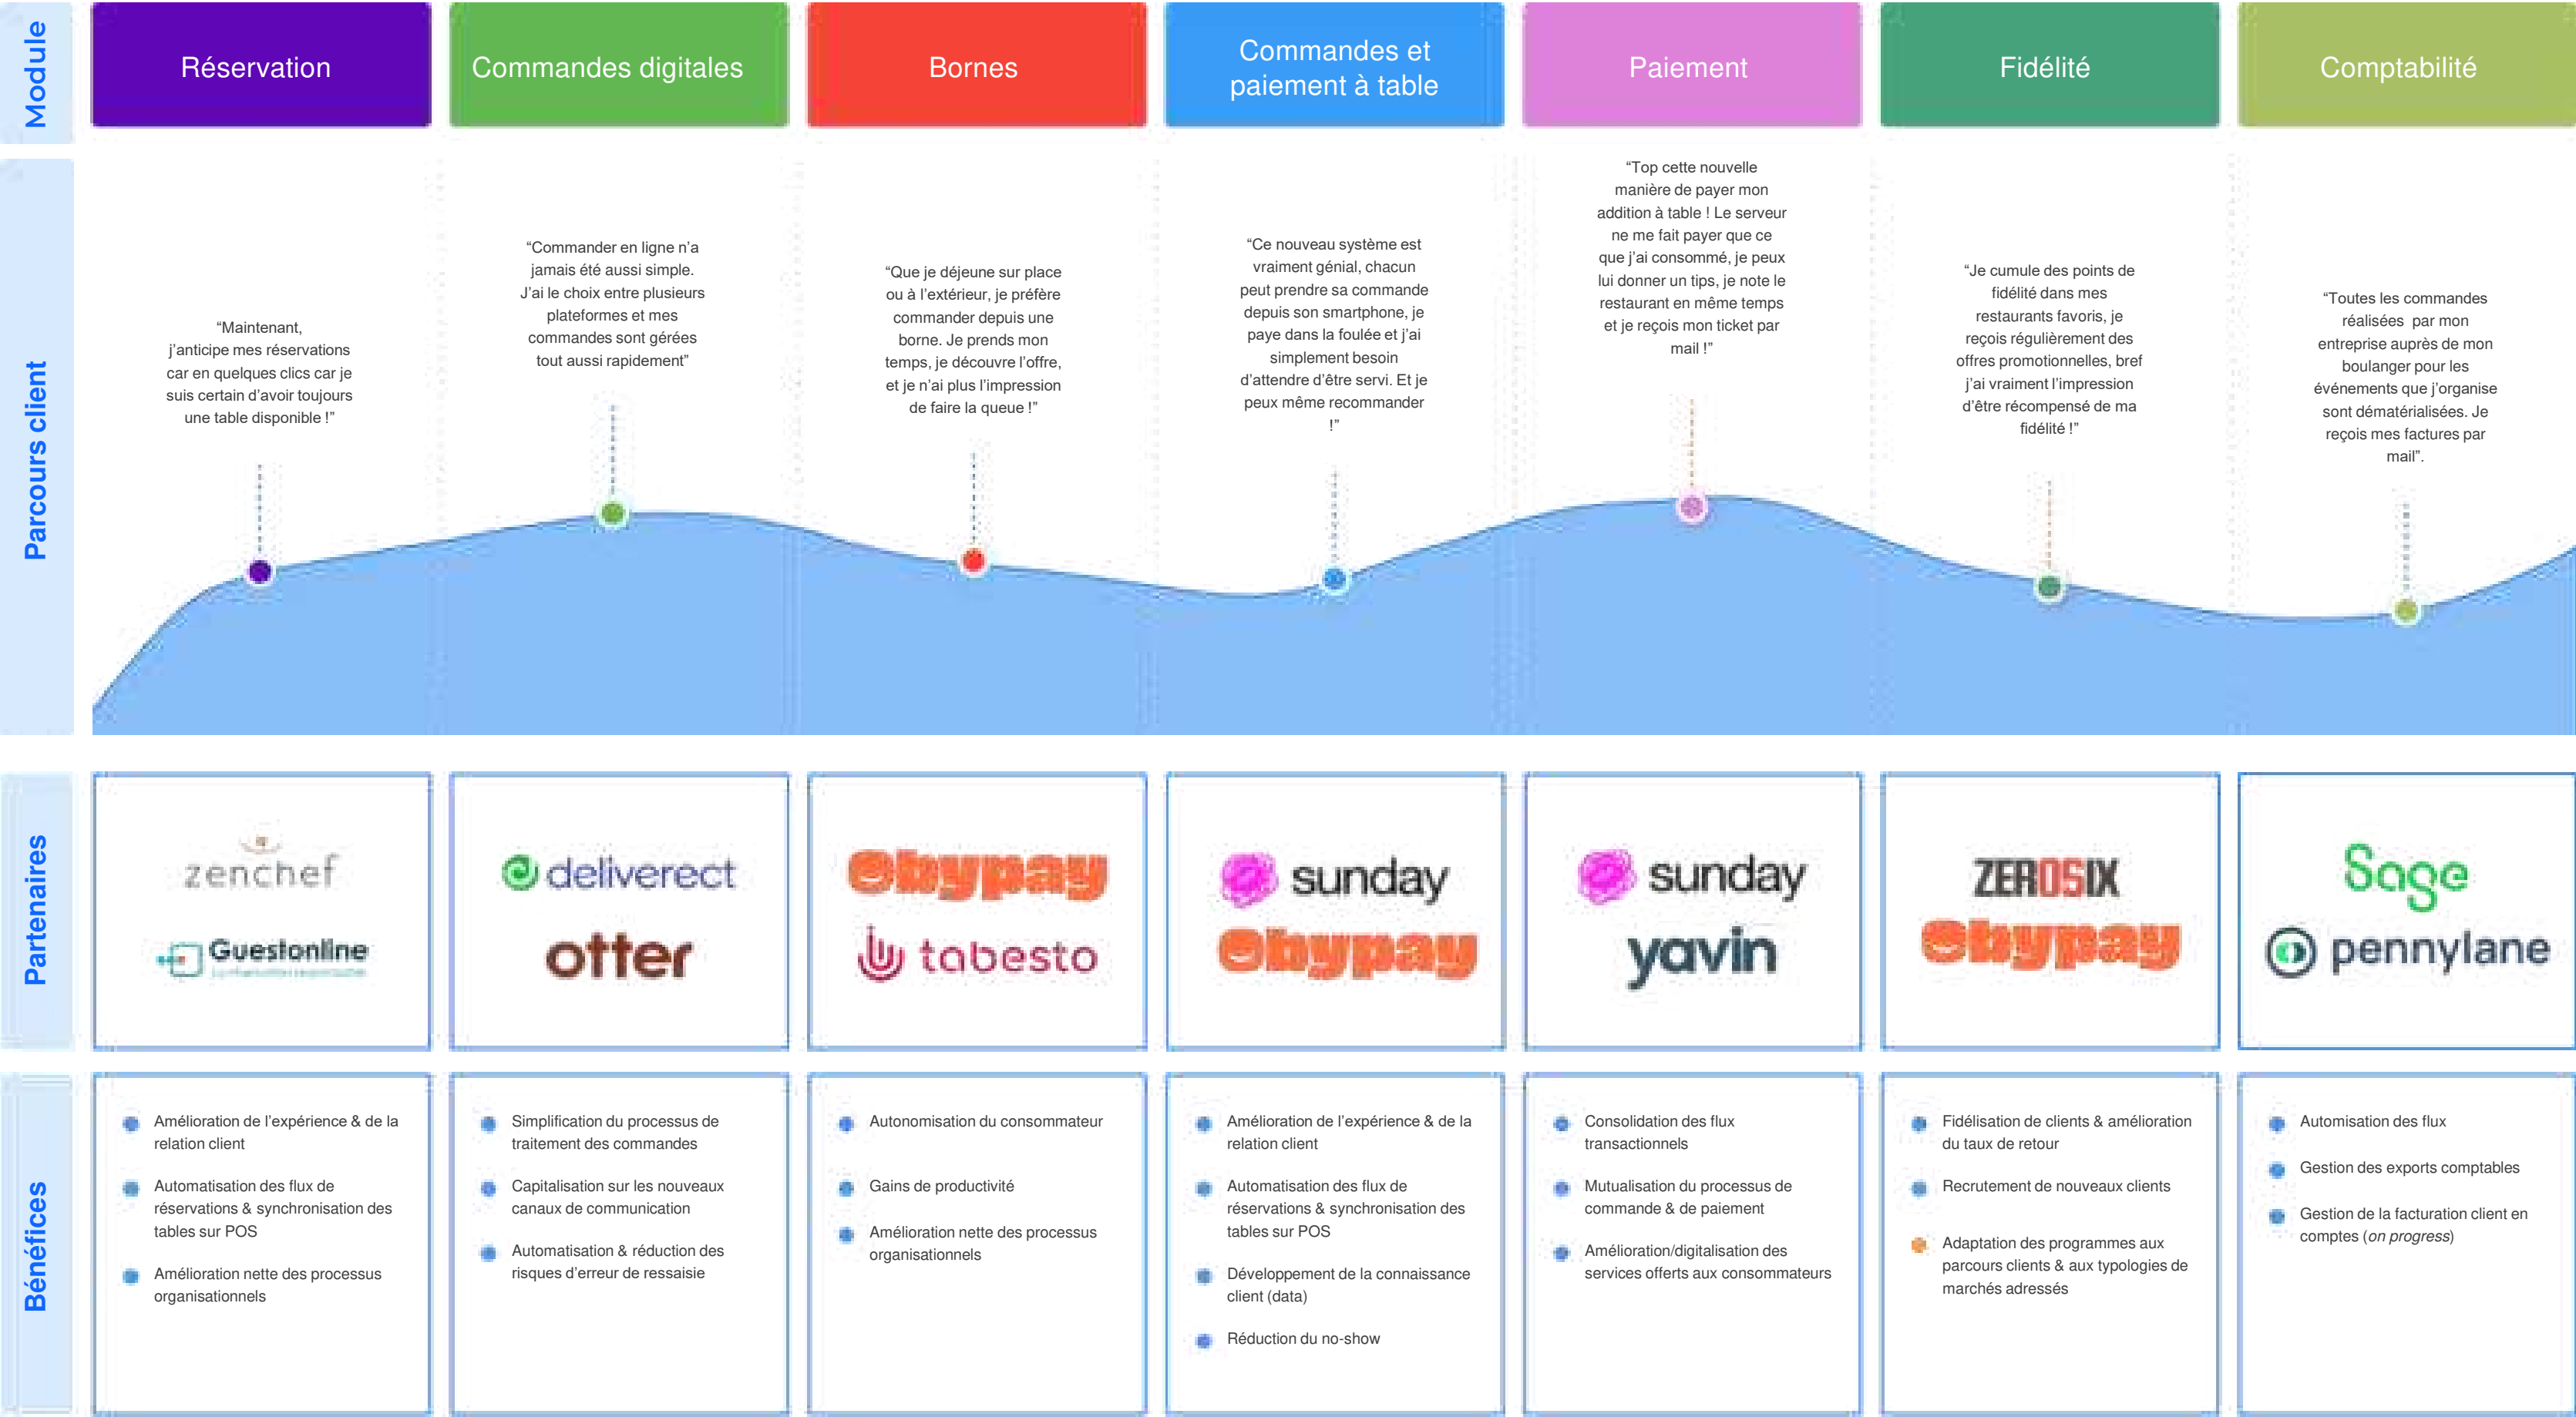 Module
Réservation
Commandes digitales
Bornes
Commandes et
paiement à table
Paiement
Fidélité
Comptabilité
Parcours client
“Maintenant,
j’anticipe mes réservations
car en quelques clics car je
suis certain d’avoir toujours
une table disponible !”
“Commander en ligne n’a
jamais été aussi simple.
J’ai le choix entre plusieurs
plateformes et mes
commandes sont gérées
tout aussi rapidement”
“Que je déjeune sur place
ou à l’extérieur, je préfère
commander depuis une
borne. Je prends mon
temps, je découvre l’offre,
et je n’ai plus l’impression
de faire la queue !”
“Ce nouveau système est
vraiment génial, chacun
peut prendre sa commande
depuis son smartphone, je
paye dans la foulée et j’ai
simplement besoin
d’attendre d’être servi. Et je
peux même recommander
!”
“Top cette nouvelle
manière de payer mon
addition à table ! Le serveur
ne me fait payer que ce
que j’ai consommé, je peux
lui donner un tips, je note le
restaurant en même temps
et je reçois mon ticket par
mail !”
“Je cumule des points de
fidélité dans mes
restaurants favoris, je
reçois régulièrement des
offres promotionnelles, bref
j’ai vraiment l’impression
d’être récompensé de ma
fidélité !”
“Toutes les commandes
réalisées par mon
entreprise auprès de mon
boulanger pour les
événements que j’organise
sont dématérialisées. Je
reçois mes factures par
mail”.
Partenaires
zenchef
Guestonline
deliverect
otter
obypay
tabesto
sunday
obypay
sunday
yavin
ZEROSIX
obypay
Sage
pennylane
Bénéfices
Amélioration de l’expérience & de la
relation client
Automatisation des flux de
réservations & synchronisation des
tables sur POS
Amélioration nette des processus
organisationnels
Simplification du processus de
traitement des commandes
Capitalisation sur les nouveaux
canaux de communication
Automatisation & réduction des
risques d’erreur de ressaisie
Autonomisation du consommateur
Gains de productivité
Amélioration nette des processus
organisationnels
Amélioration de l’expérience & de la
relation client
Automatisation des flux de
réservations & synchronisation des
tables sur POS
Développement de la connaissance
client (data)
Réduction du no-show
Consolidation des flux
transactionnels
Mutualisation du processus de
commande & de paiement
Amélioration/digitalisation des
services offerts aux consommateurs
Fidélisation de clients & amélioration
du taux de retour
Recrutement de nouveaux clients
Adaptation des programmes aux
parcours clients & aux typologies de
marchés adressés
Automisation des flux
Gestion des exports comptables
Gestion de la facturation client en
comptes (on progress)